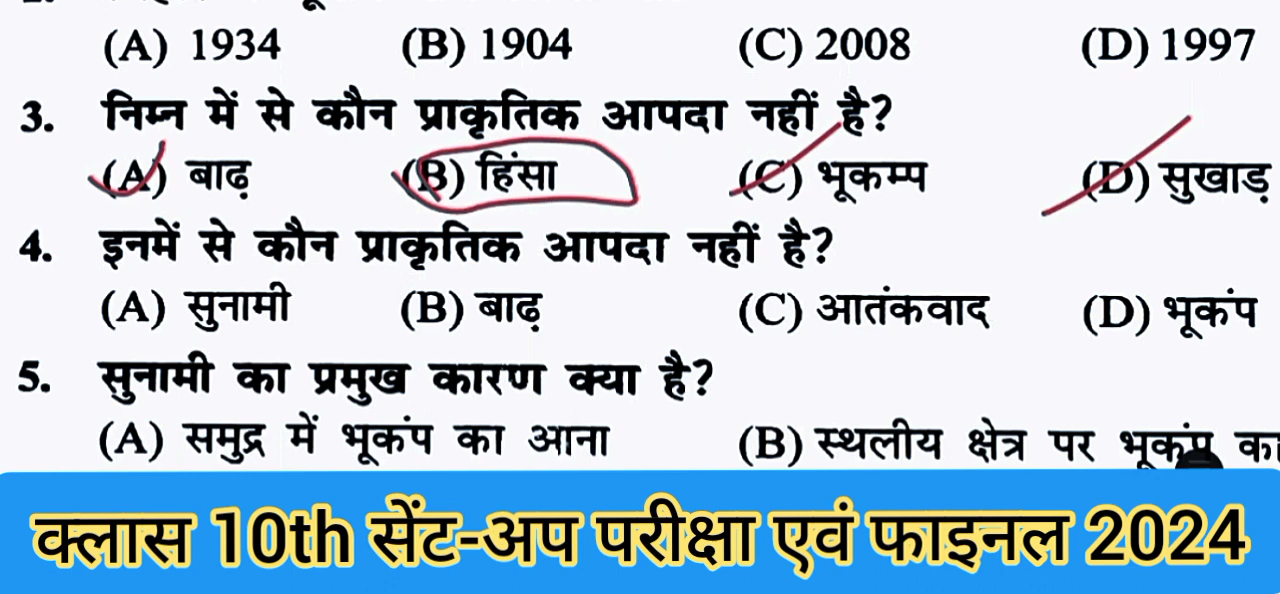 (A) 1934 (B) 1904 (C) 2008 (D) 1997
3. निम्न में से कौन प्राकृतिक आपदा नहीं है?
(A) बाढ़ (B) हिंसा (C) भूकम्प (D) सुखाड़
4. इनमें से कौन प्राकृतिक आपदा नहीं है?
(A) सुनामी (B) बाढ़ (C) आतंकवाद (D) भूकंप
5. सुनामी का प्रमुख कारण क्या है?
(A) समुद्र में भूकंप का आना (B) स्थलीय क्षेत्र पर भूकंप का
क्लास 10th सेंट-अप परीक्षा एवं फाइनल 2024